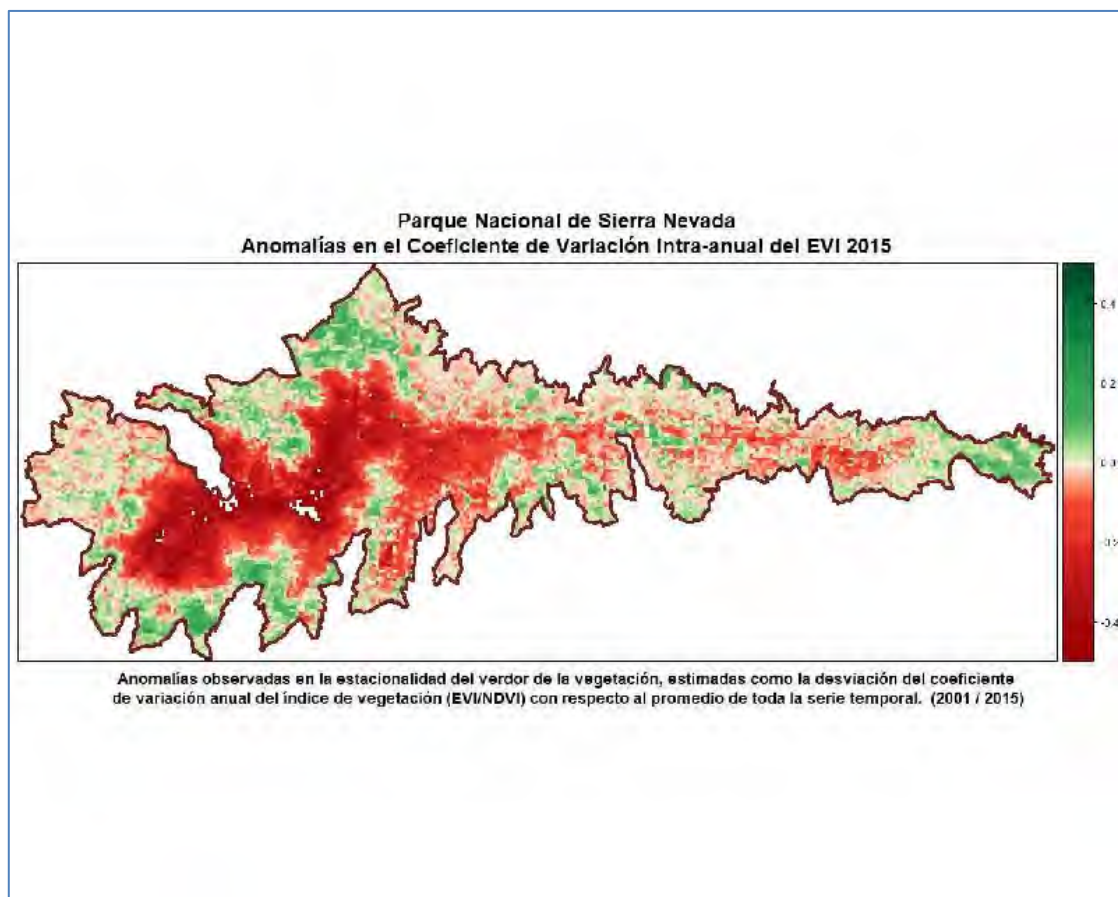 Parque Nacional de Sierra Nevada
Anomalías en el Coeficiente de Variación Intra-anual del EVI 2015
0.4
0.2
0.0
-0.2
-0.4
Anomalías observadas en la estacionalidad del verdor de la vegetación, estimadas como la desviación del coeficiente
de variación anual del índice de vegetación (EVI/NDVI) con respecto al promedio de toda la serie temporal. (2001 / 2015)